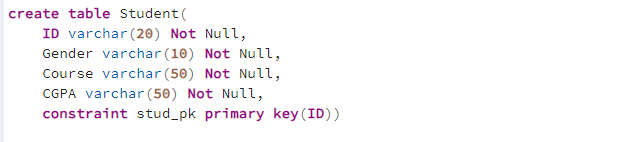 create table Student(
    ID varchar(20) Not Null,
    Gender varchar(10) Not Null,
    Course varchar(50) Not Null,
    CGPA varchar(50) Not Null,
    constraint stud_pk primary key(ID))